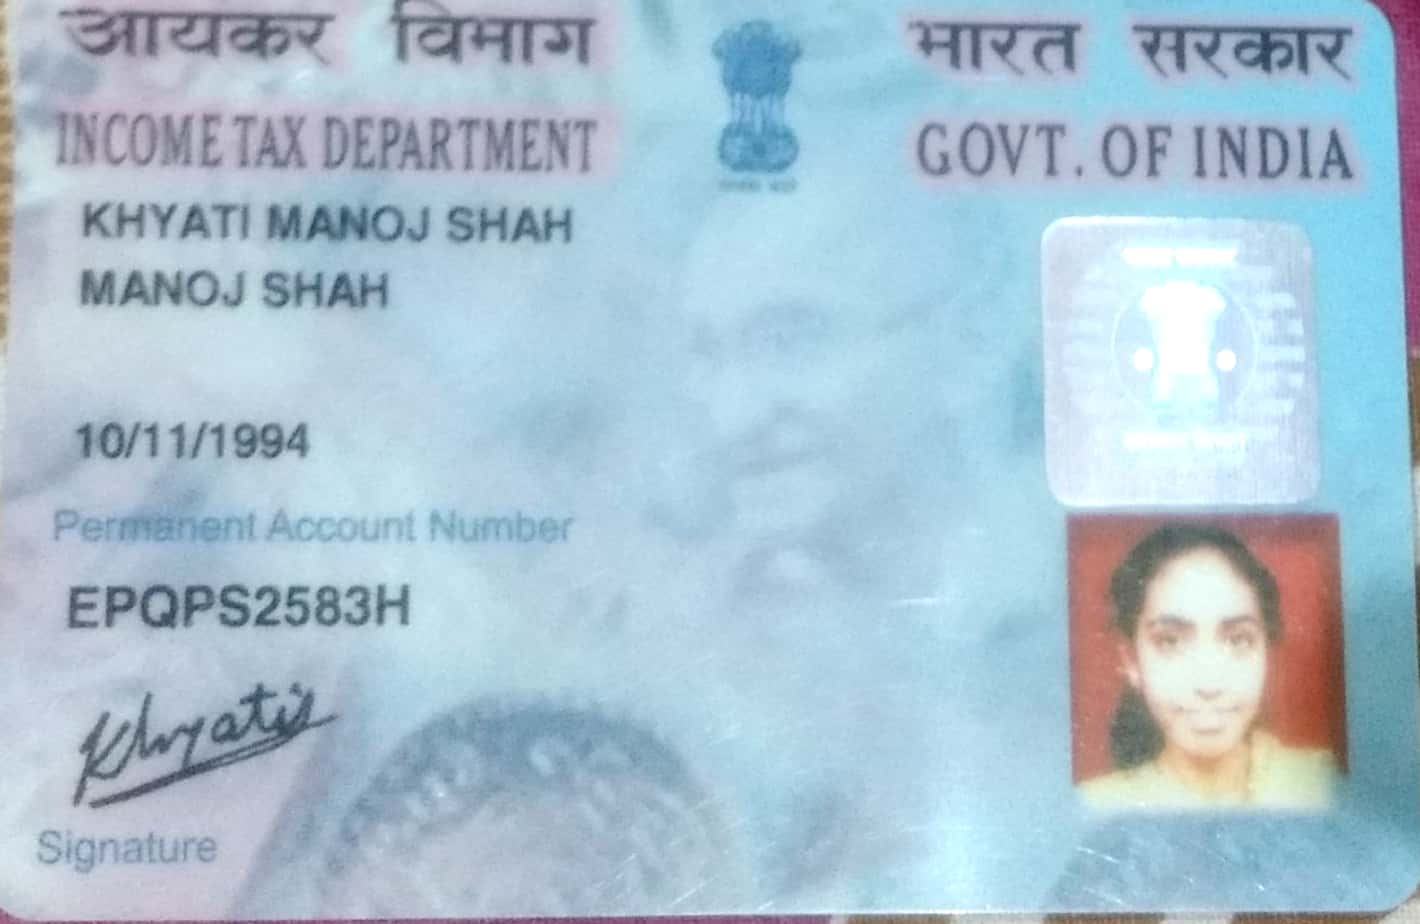 आयकर विभाग
भारत सरकार
INCOME TAX DEPARTMENT
GOVT. OF INDIA
KHYATI MANOJ SHAH
MANOJ SHAH
10/11/1994
Permanent Account Number
EPQPS2583H
Khyati
Signature